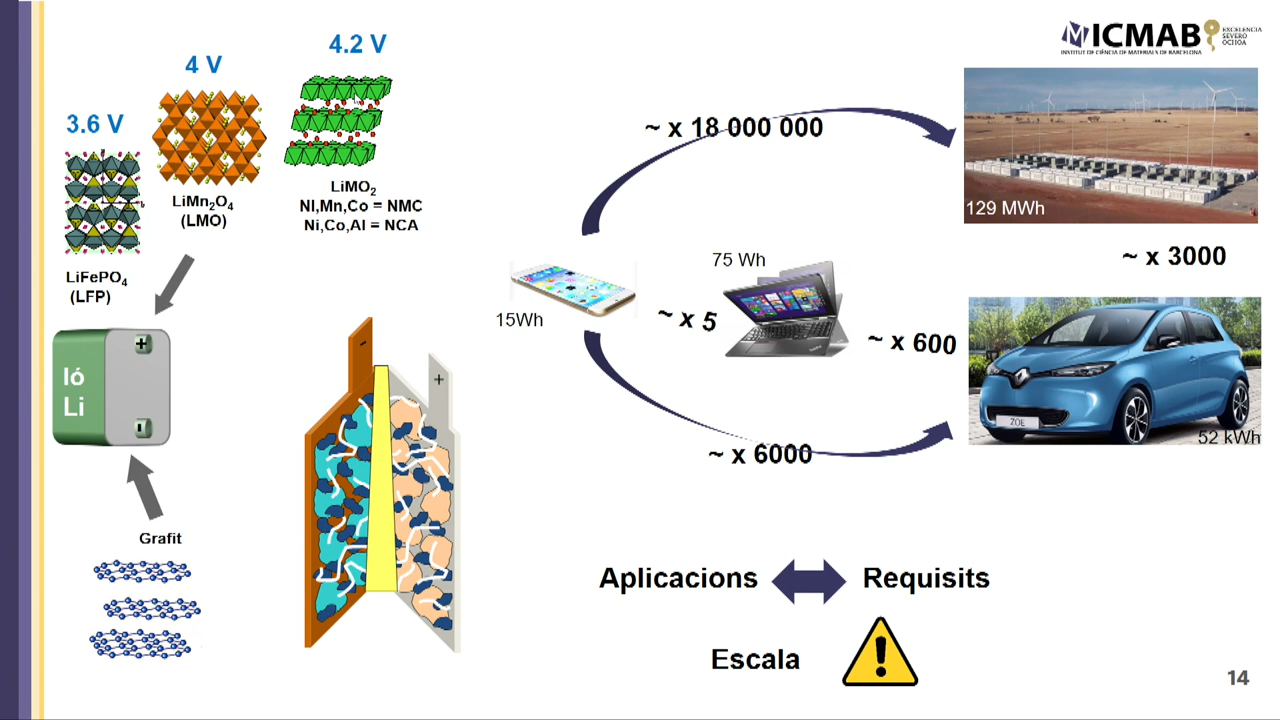 4.2 V
4 V
3.6 V
LiMO2
NI,Mn,Co = NMC
Ni,Co,Al = NCA
LiMn2O4
(LMO)
LiFePO4
(LFP)
+
Ió
Li
-
Grafit
-
+
ICMAB
EXCELENCIA
SEVERO
OCHOA
INSTITUT DE CIÈNCIA DE MATERIALS DE BARCELONA
~ x 18 000 000
129 MWh
~ x 3000
75 Wh
15Wh
~ x 5
~ x 600
ZOE
52 kWh
~ x 6000
Aplicacions
Requisits
Escala
!
14